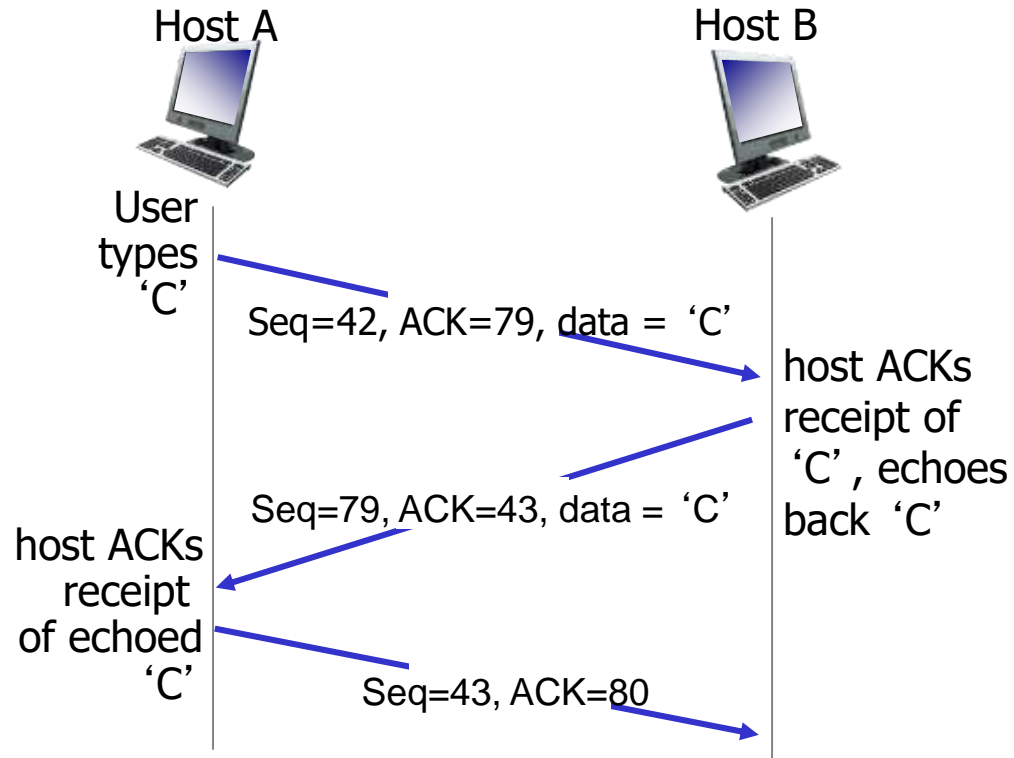 Host A
Host B
User
types
‘C’
Seq=42, ACK=79, data = ‘C’
host ACKs
receipt of
‘C’, echoes
back ‘C’
Seq=79, ACK=43, data = ‘C’
host ACKs
receipt
of echoed
‘C’
Seq=43, ACK=80